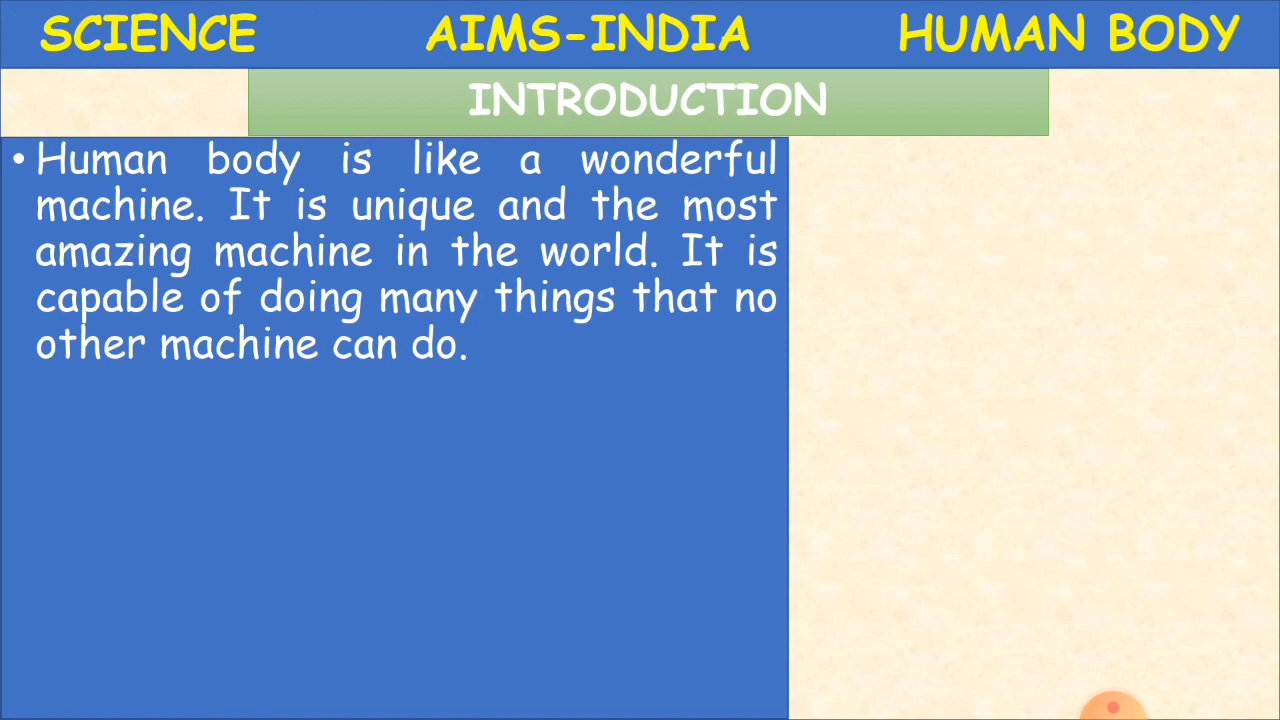 SCIENCE AIMS-INDIA HUMAN BODY
INTRODUCTION
• Human body is like a wonderful
machine. It is unique and the most
amazing machine in the world. It is
capable of doing many things that no
other machine can do.